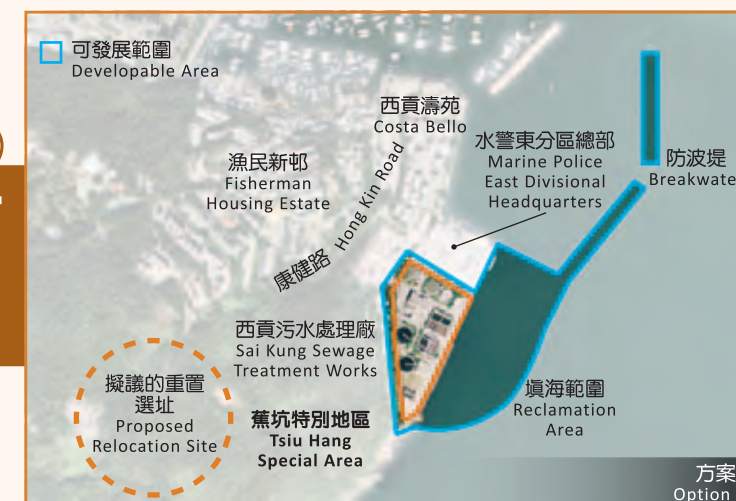 可發展範圍
Developable Area
西貢濤苑
Costa Bello
水警東分區總部
Marine Police
East Divisional
Headquarters
防波堤
Breakwate
漁民新邨
Fisherman
Housing Estate
康健路 Hong Kin Road
西貢污水處理廠
Sai Kung Sewage
Treatment Works
擬議的重置
選址
Proposed
Relocation Site
蕉坑特別地區
Tsiu Hang
Special Area
填海範圍
Reclamation
Area
方案
Option